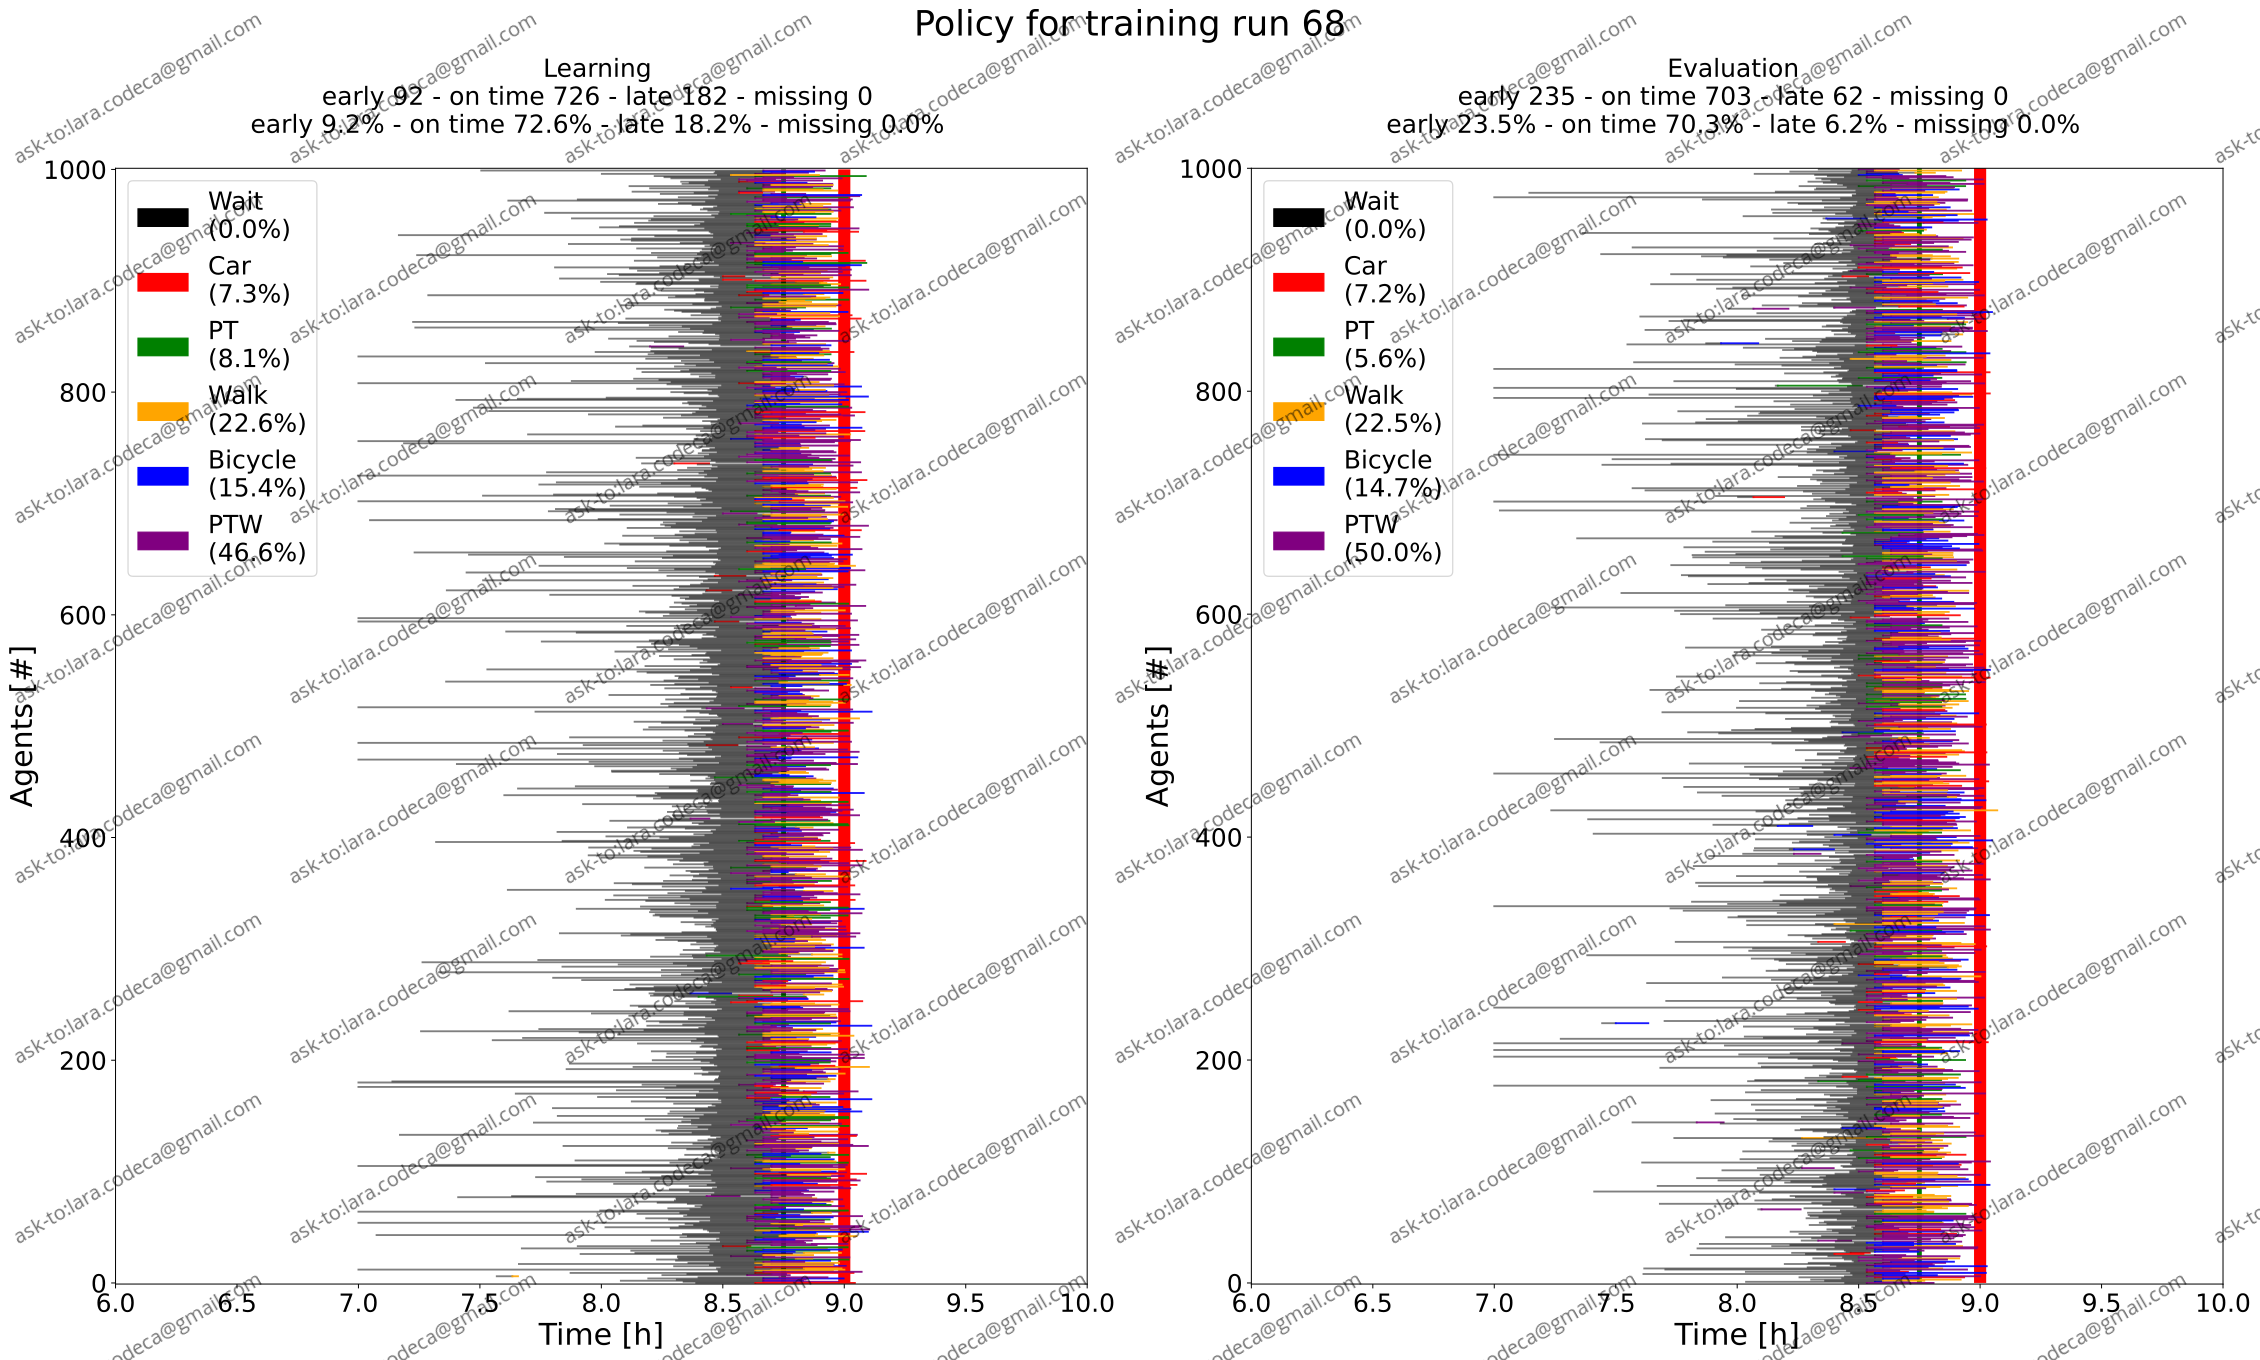 Policy for training run 68
Learning
early 92 - on time 726 - late 182 - missing 0
early 9.2% - on time 72.6% - late 18.2% - missing 0.0%
Wait
(0.0%)
Car
(7.3%)
PT
(8.1%)
Walk
(22.6%)
Bicycle
(15.4%)
PTW
(46.6%)
Agents [#]
1000
800
600
400
200
0
6.0 6.5 7.0 7.5 8.0 8.5 9.0 9.5 10.0
Time [h]
Evaluation
early 235 - on time 703 - late 62 - missing 0
early 23.5% - on time 70.3% - late 6.2% - missing 0.0%
Wait
(0.0%)
Car
(7.2%)
PT
(5.6%)
Walk
(22.5%)
Bicycle
(14.7%)
PTW
(50.0%)
Agents [#]
1000
800
600
400
200
0
6.0 6.5 7.0 7.5 8.0 8.5 9.0 9.5 10.0
Time [h]
ask-to:lara.codeca@gmail.com